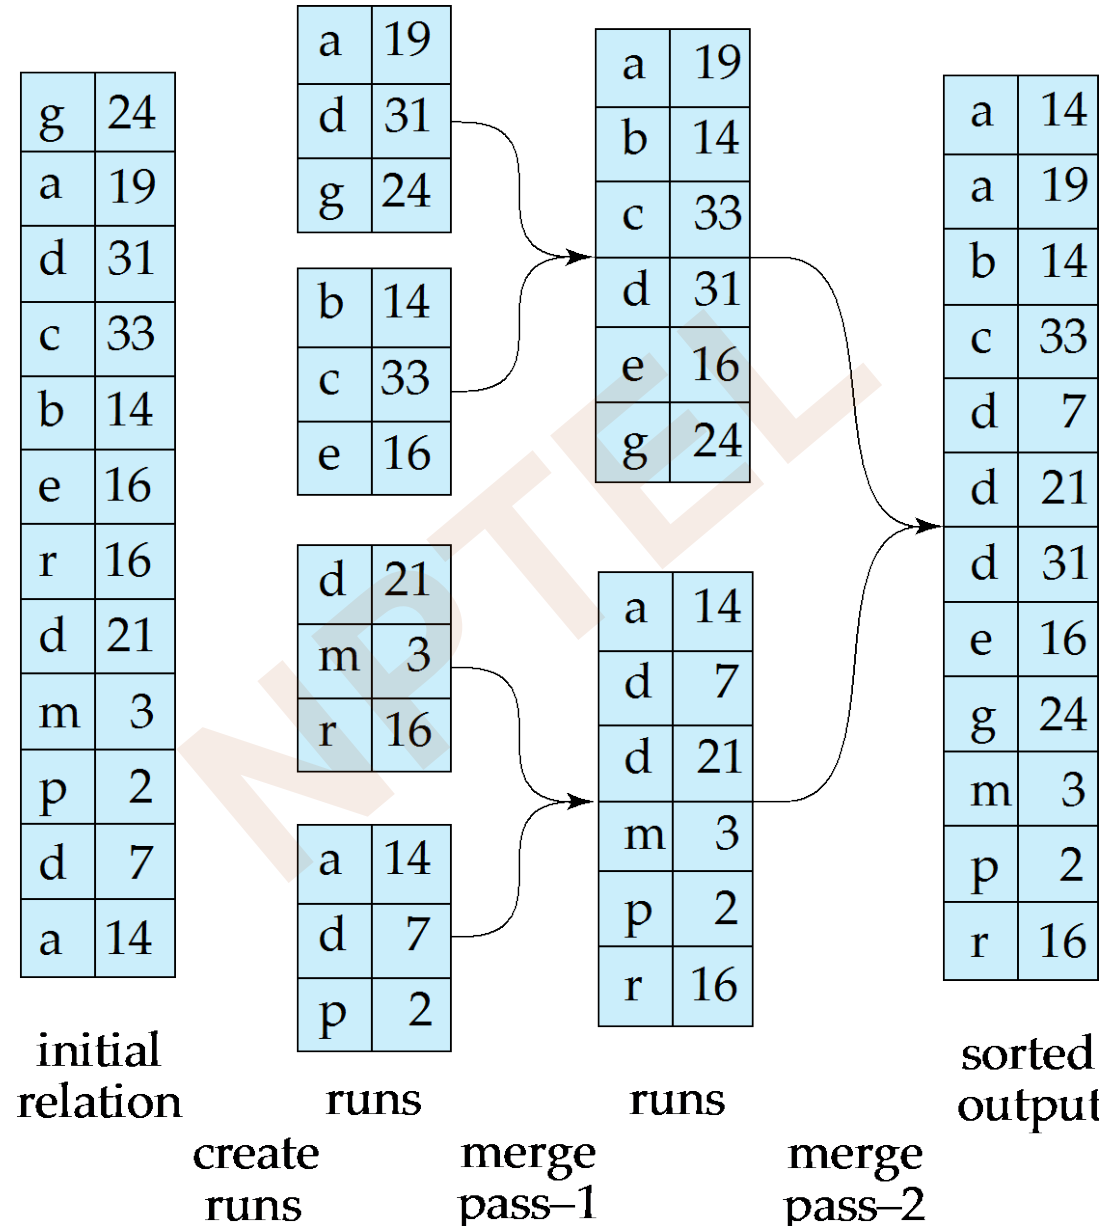 g 24
a 19
d 31
c 33
b 14
e 16
r 16
d 21
m 3
p 2
d 7
a 14
initial
relation
create
runs
a 19
d 31
g 24
b 14
c 33
e 16
d 21
m 3
r 16
a 14
d 7
p 2
runs
merge
pass–1
a 19
b 14
c 33
d 31
e 16
g 24
a 14
d 7
d 21
m 3
p 2
r 16
runs
merge
pass–2
a 14
a 19
b 14
c 33
d 7
d 21
d 31
e 16
g 24
m 3
p 2
r 16
sorted
output
NPTEL